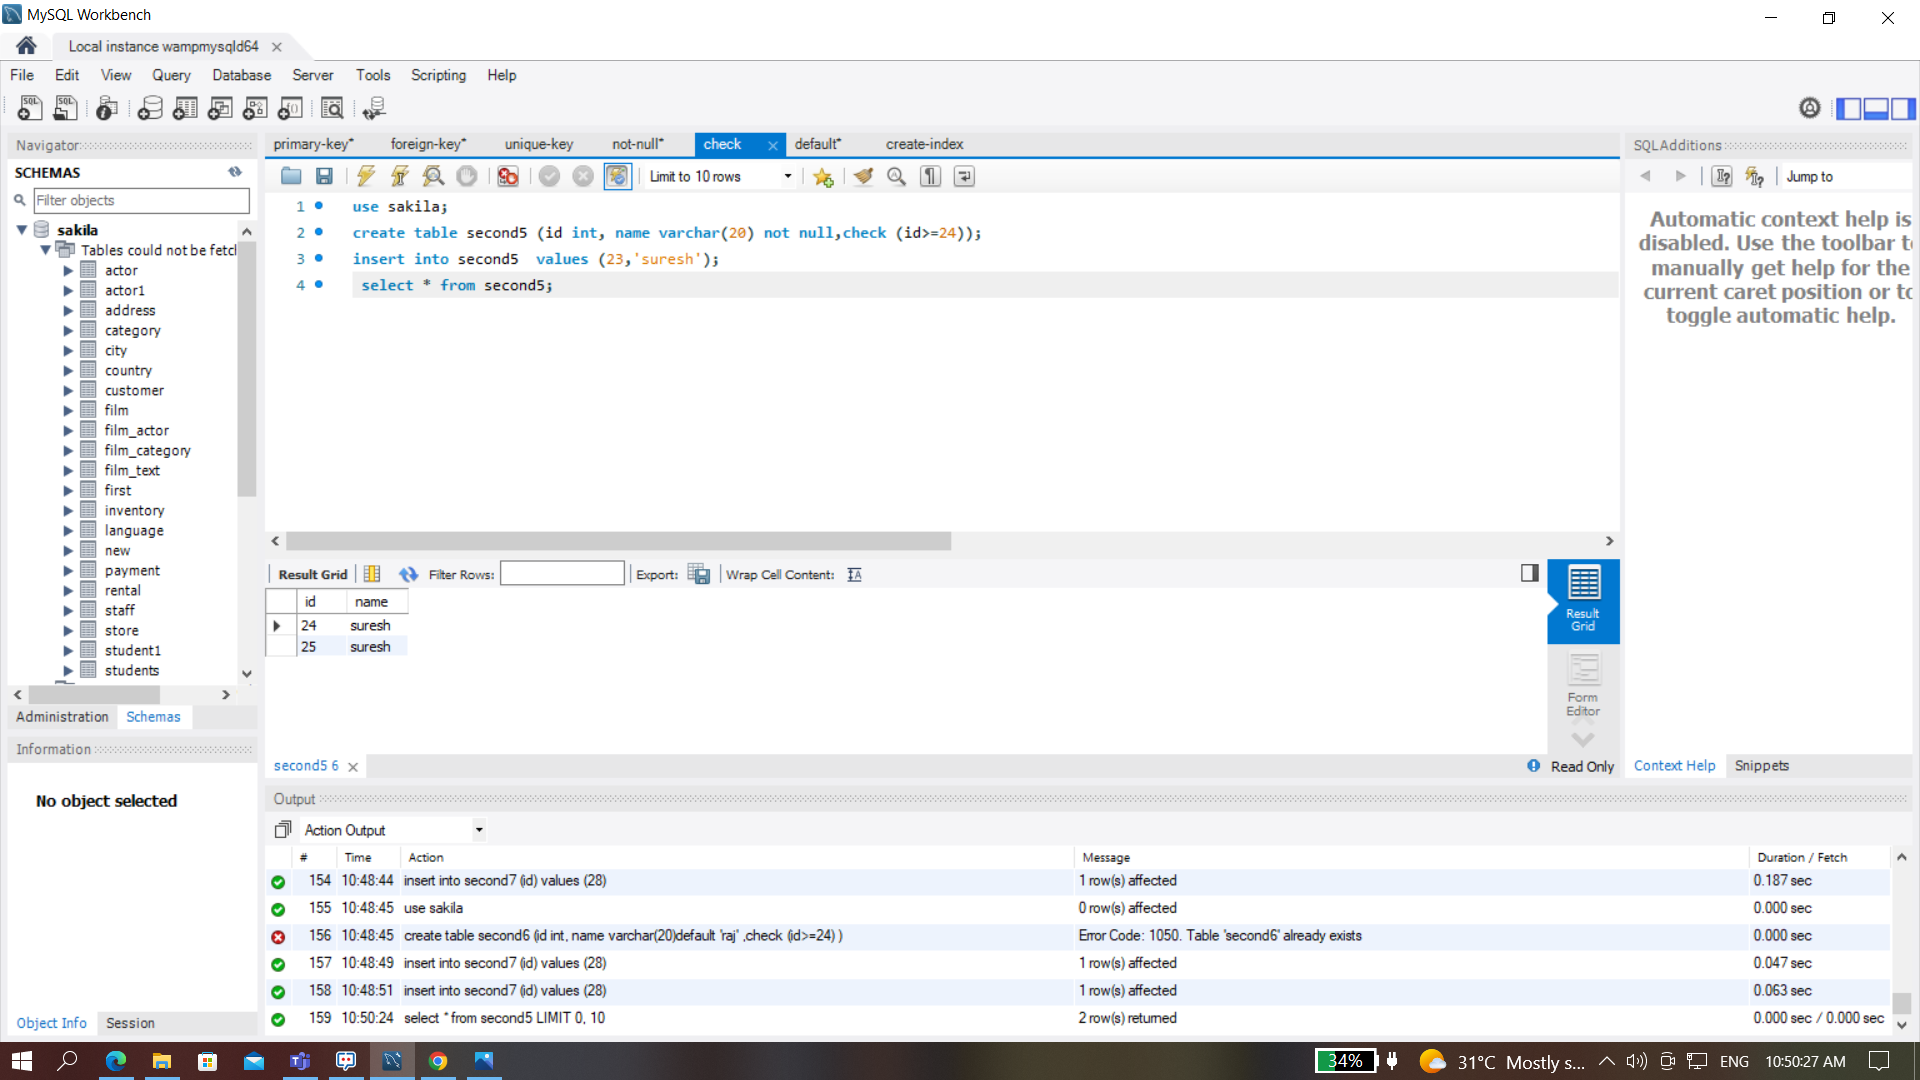 MySQL Workbench
Local instance wampmysqld64
File Edit View Query Database Server Tools Scripting Help
Navigator
SCHEMAS
Filter objects
sakila
Tables could not be fetcl
actor
actor1
address
category
city
country
customer
film
film_actor
film_category
film_text
first
inventory
language
new
payment
rental
staff
store
student1
students
Administration Schemas
Information
No object selected
Object Info Session
primary-key* foreign-key* unique-key not-null* check default* create-index
Limit to 10 rows
1 use sakila;
2 create table second5 (id int, name varchar(20) not null,check (id>=24));
3 insert into second5  values (23,'suresh');
4 select * from second5;
Result Grid Filter Rows: Export: Wrap Cell Content:
id name
24 suresh
25 suresh
Result
Grid
Form
Editor
second5 6
Read Only
SQLAdditions
Jump to
Automatic context help is
disabled. Use the toolbar t
manually get help for the
current caret position or to
toggle automatic help.
Context Help Snippets
Output
Action Output
# Time Action Message Duration / Fetch
154 10:48:44 insert into second7 (id) values (28) 1 row(s) affected 0.187 sec
155 10:48:45 use sakila 0 row(s) affected 0.000 sec
156 10:48:45 create table second6 (id int, name varchar(20)default 'raj' ,check (id>=24) ) Error Code: 1050. Table 'second6' already exists 0.000 sec
157 10:48:49 insert into second7 (id) values (28) 1 row(s) affected 0.047 sec
158 10:48:51 insert into second7 (id) values (28) 1 row(s) affected 0.063 sec
159 10:50:24 select * from second5 LIMIT 0, 10 2 row(s) returned 0.000 sec / 0.000 sec
34% 31°C Mostly s... ENG 10:50:27 AM